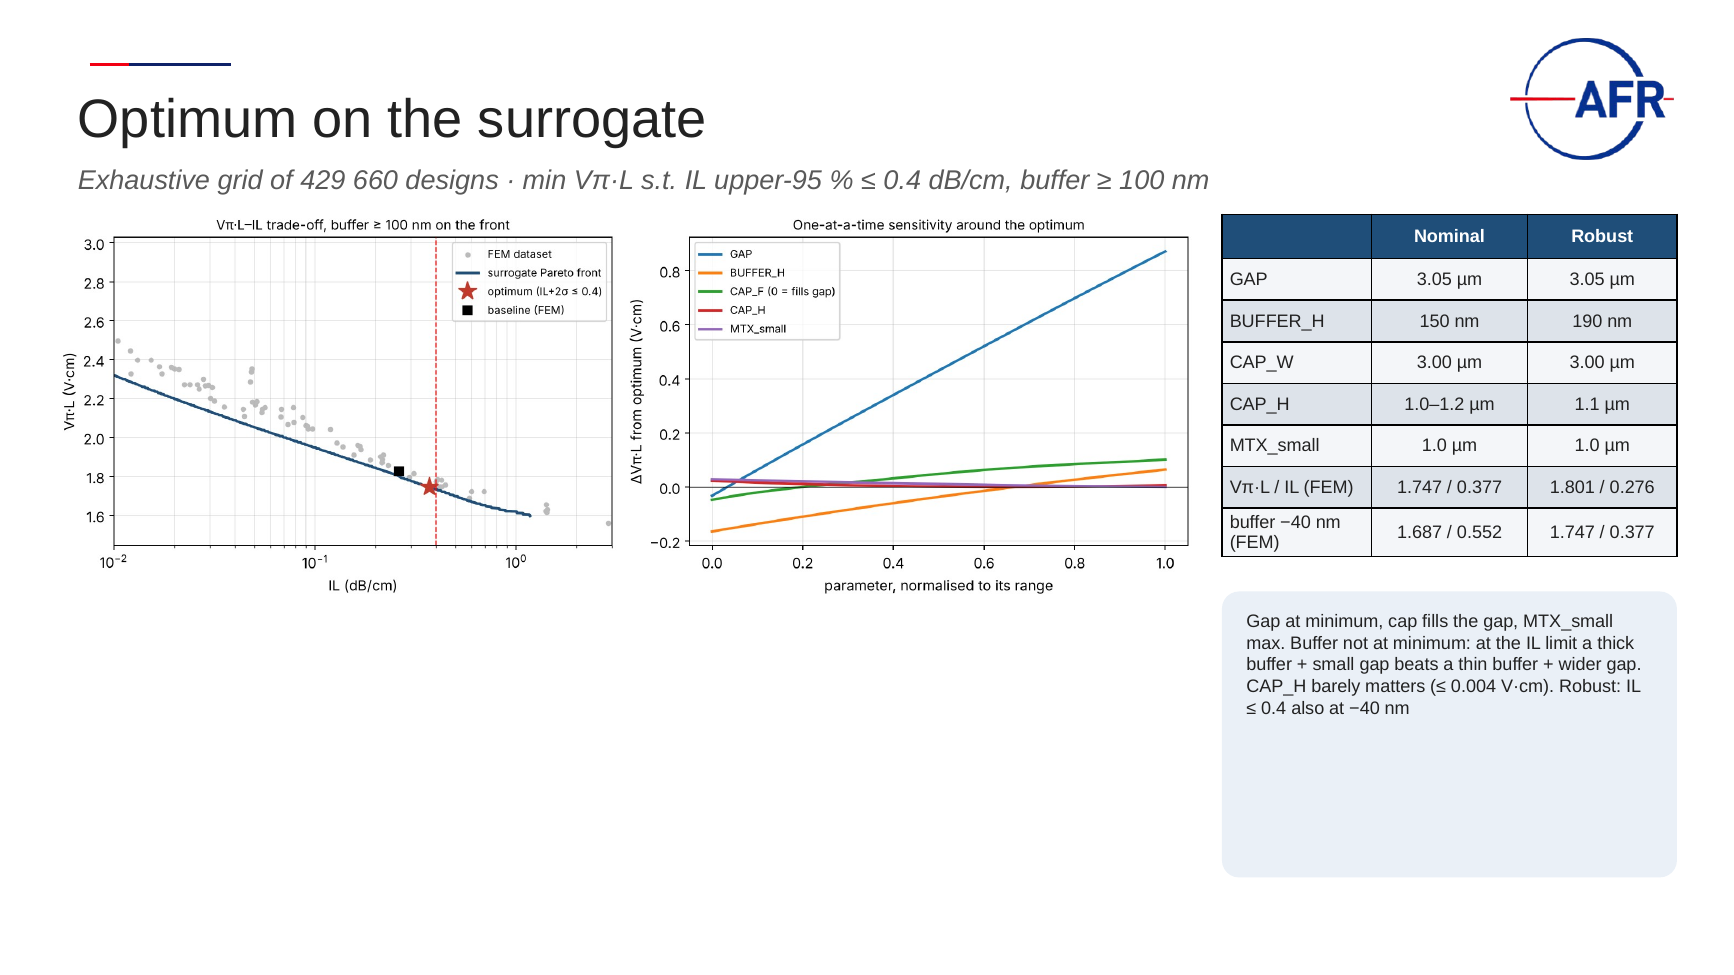 AFR
Optimum on the surrogate
Exhaustive grid of 429 660 designs · min Vπ·L s.t. IL upper-95 % ≤ 0.4 dB/cm, buffer ≥ 100 nm
Vπ·L−IL trade-off, buffer ≥ 100 nm on the front
FEM dataset
surrogate Pareto front
optimum (IL+2σ ≤ 0.4)
baseline (FEM)
Vπ·L (V·cm)
3.0
2.8
2.6
2.4
2.2
2.0
1.8
1.6
10⁻² 10⁻¹ 10⁰
IL (dB/cm)
One-at-a-time sensitivity around the optimum
GAP
BUFFER_H
CAP_F (0 = fills gap)
CAP_H
MTX_small
ΔVπ·L from optimum (V·cm)
0.8
0.6
0.4
0.2
0.0
−0.2
0.0 0.2 0.4 0.6 0.8 1.0
parameter, normalised to its range
Nominal Robust
GAP 3.05 µm 3.05 µm
BUFFER_H 150 nm 190 nm
CAP_W 3.00 µm 3.00 µm
CAP_H 1.0–1.2 µm 1.1 µm
MTX_small 1.0 µm 1.0 µm
Vπ·L / IL (FEM) 1.747 / 0.377 1.801 / 0.276
buffer −40 nm
(FEM) 1.687 / 0.552 1.747 / 0.377
Gap at minimum, cap fills the gap, MTX_small
max. Buffer not at minimum: at the IL limit a thick
buffer + small gap beats a thin buffer + wider gap.
CAP_H barely matters (≤ 0.004 V·cm). Robust: IL
≤ 0.4 also at −40 nm